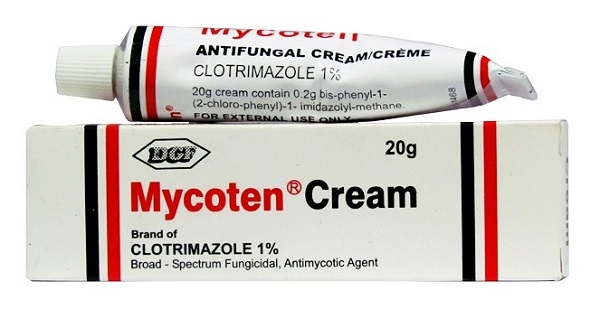 Mycoten
ANTIFUNGAL CREAM/CRÈME
CLOTRIMAZOLE 1%
20g cream contain 0.2g bis-phenyl-1-
(2-chloro-phenyl)-1- imidazolyl-methane.
FOR EXTERNAL USE ONLY
DGF
20g
Mycoten® Cream
Brand of
CLOTRIMAZOLE 1%
Broad - Spectrum Fungicidal, Antimycotic Agent